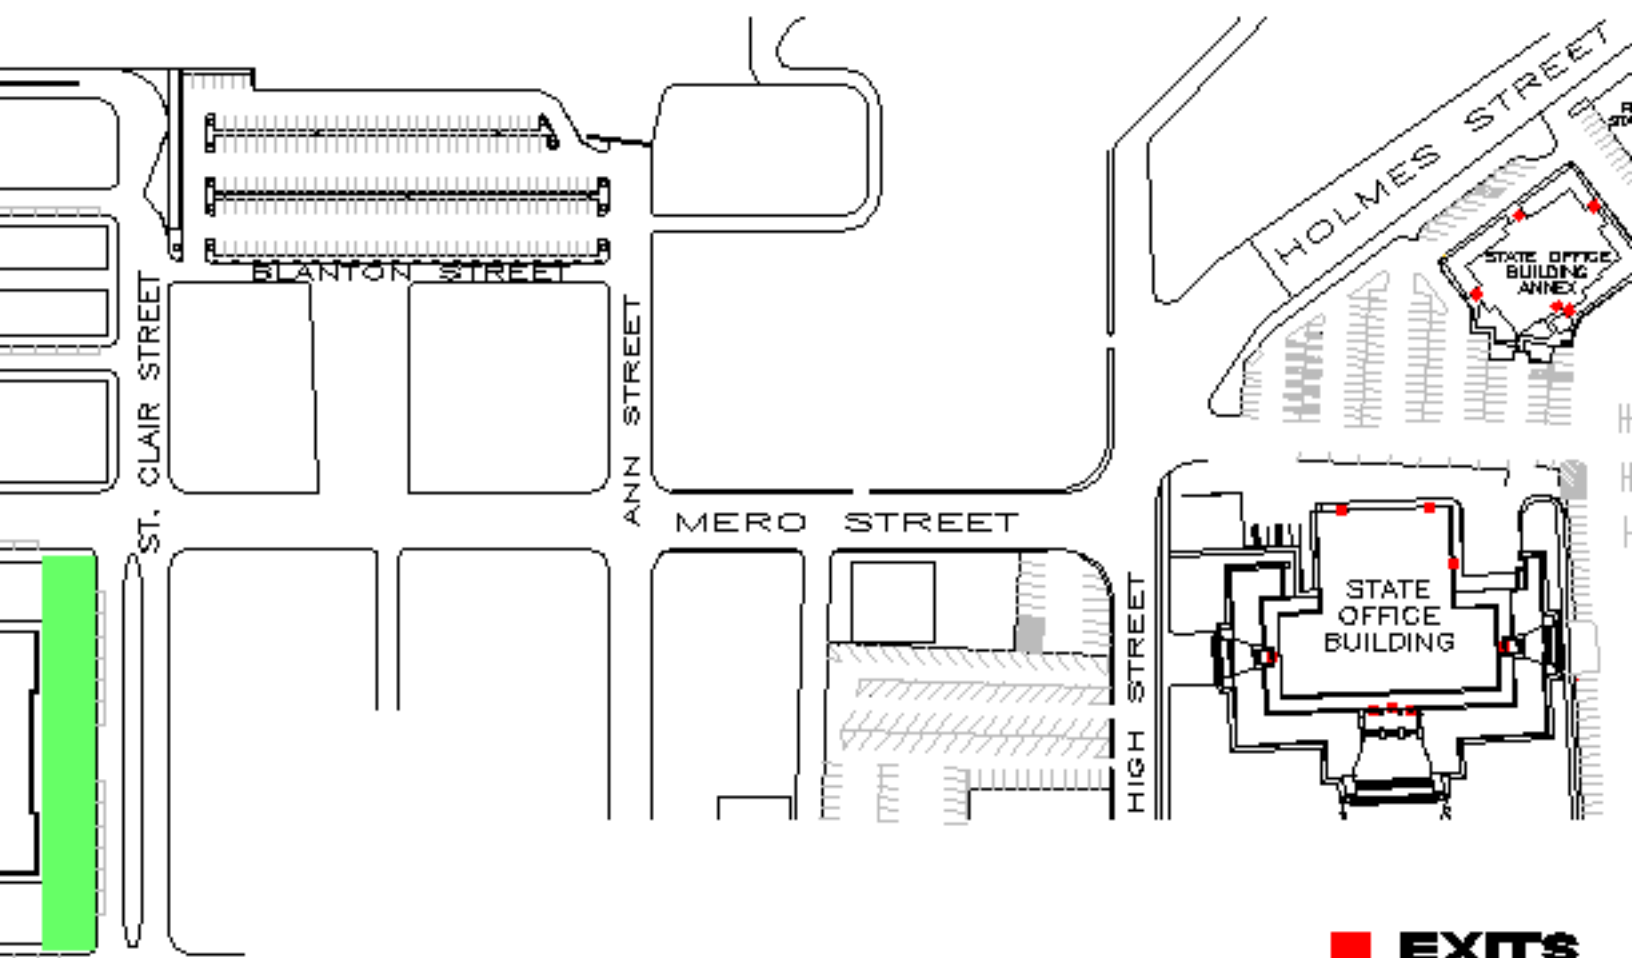 HOLMES STREET
STATE OFFICE
BUILDING
ANNEX
BLANTON STREET
ST. CLAIR STREET
ANN STREET
MERO STREET
HIGH STREET
STATE
OFFICE
BUILDING
EXITS